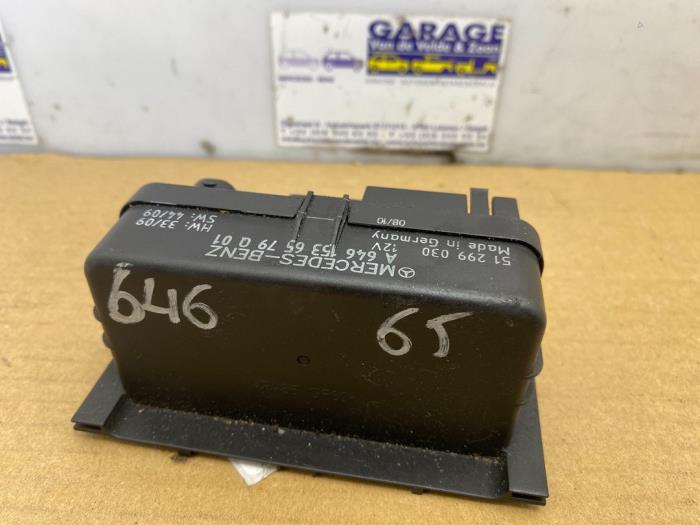 GARAGE
Van de Velde & Zoon
HW: 33/09
SW: 44/09
MERCEDES-BENZ
A 646 153 65 79 Q 01
12V
08/10
51 299 030
Made in Germany
646
65